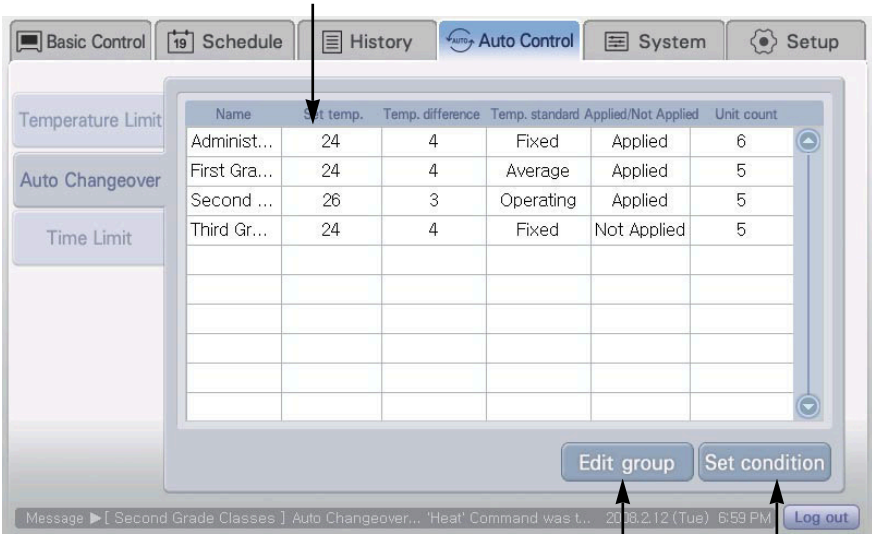 Basic Control 19 Schedule History AUTO Auto Control System Setup
Temperature Limit
Auto Changeover
Time Limit
Name Set temp. Temp. difference Temp. standard Applied/Not Applied Unit count
Administ... 24 4 Fixed Applied 6
First Gra... 24 4 Average Applied 5
Second ... 26 3 Operating Applied 5
Third Gr... 24 4 Fixed Not Applied 5
Edit group Set condition
Message ▶[ Second Grade Classes ] Auto Changeover... 'Heat' Command was t... 2008.2.12 (Tue) 6:59 PM Log out